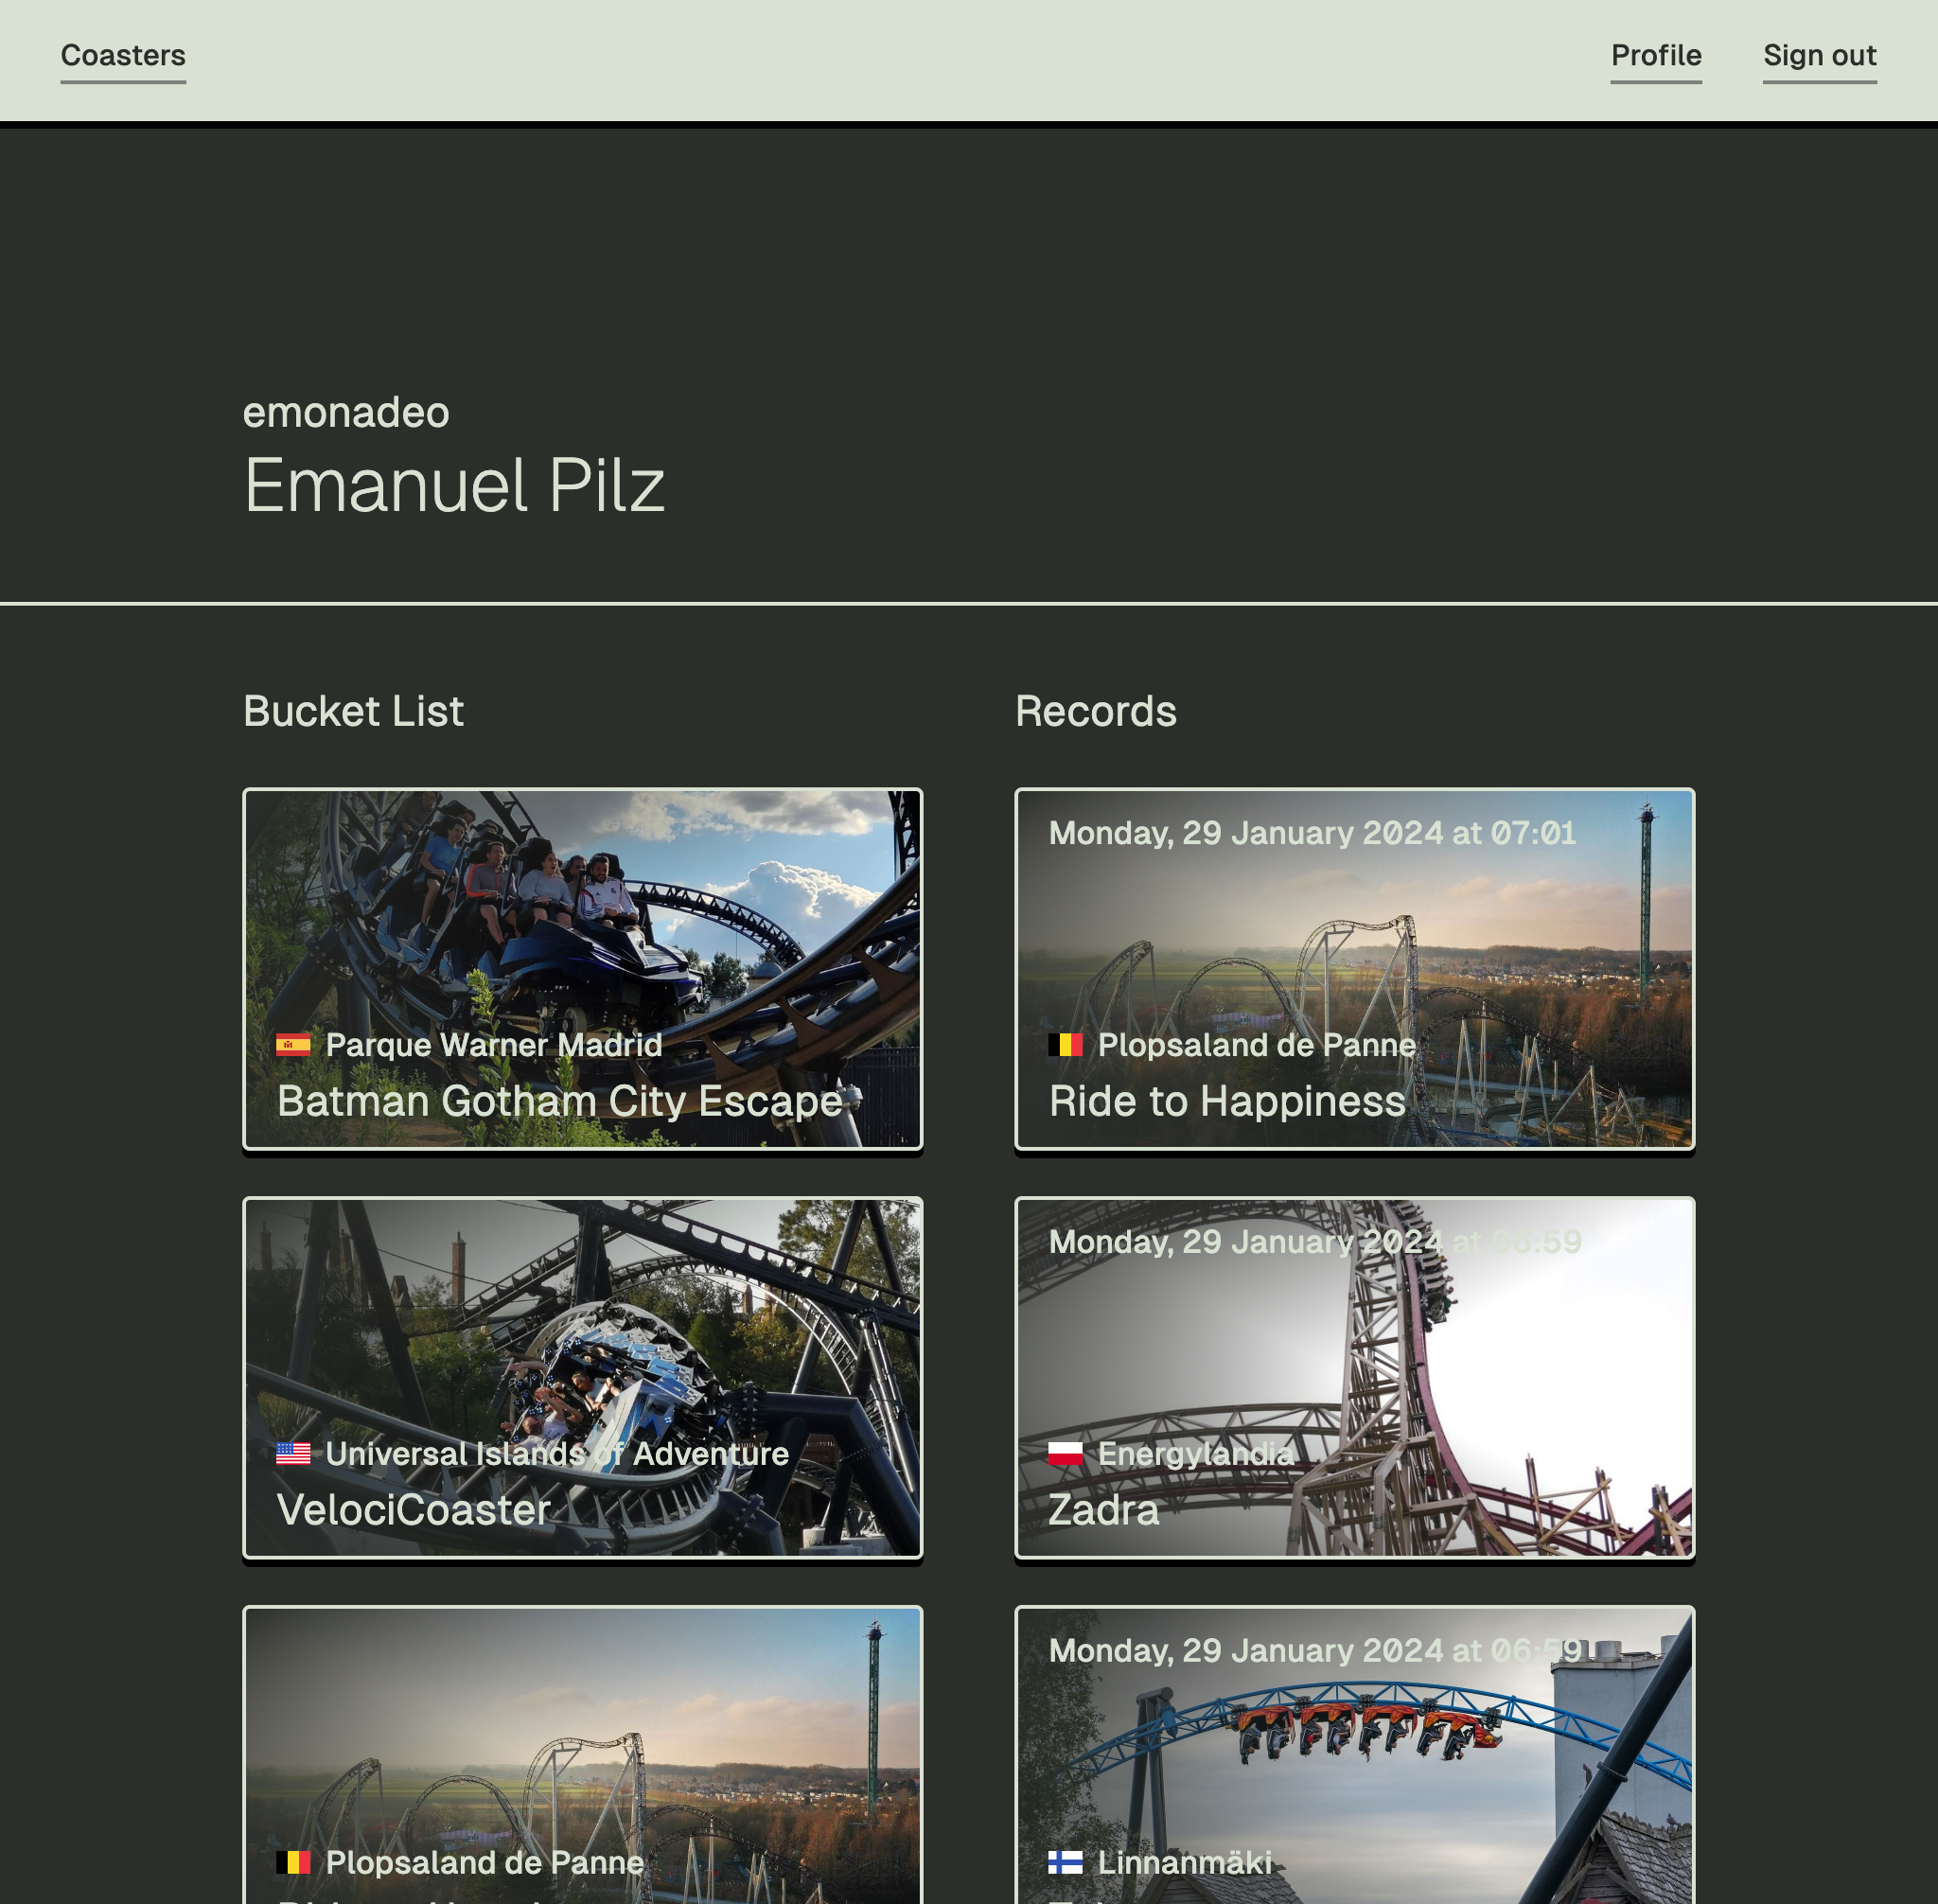 Coasters
Profile
Sign out
emonadeo
Emanuel Pilz
Bucket List
Parque Warner Madrid
Batman Gotham City Escape
Universal Islands of Adventure
VelociCoaster
Plopsaland de Panne
Records
Monday, 29 January 2024 at 07:01
Plopsaland de Panne
Ride to Happiness
Monday, 29 January 2024 at 06:59
Energylandia
Zadra
Monday, 29 January 2024 at 06:59
Linnanmäki